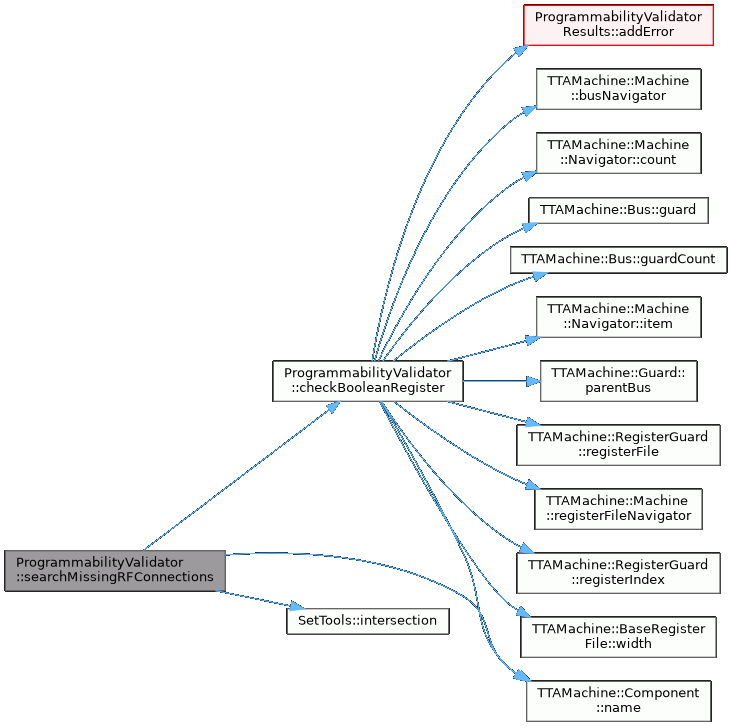 ProgrammabilityValidator
Results::addError
TTAMachine::Machine
::busNavigator
TTAMachine::Machine
::Navigator::count
TTAMachine::Bus::guard
TTAMachine::Bus::guardCount
TTAMachine::Machine
::Navigator::item
ProgrammabilityValidator
::checkBooleanRegister
TTAMachine::Guard::
parentBus
TTAMachine::RegisterGuard
::registerFile
TTAMachine::Machine
::registerFileNavigator
ProgrammabilityValidator
::searchMissingRFConnections
TTAMachine::RegisterGuard
::registerIndex
SetTools::intersection
TTAMachine::BaseRegister
File::width
TTAMachine::Component
::name